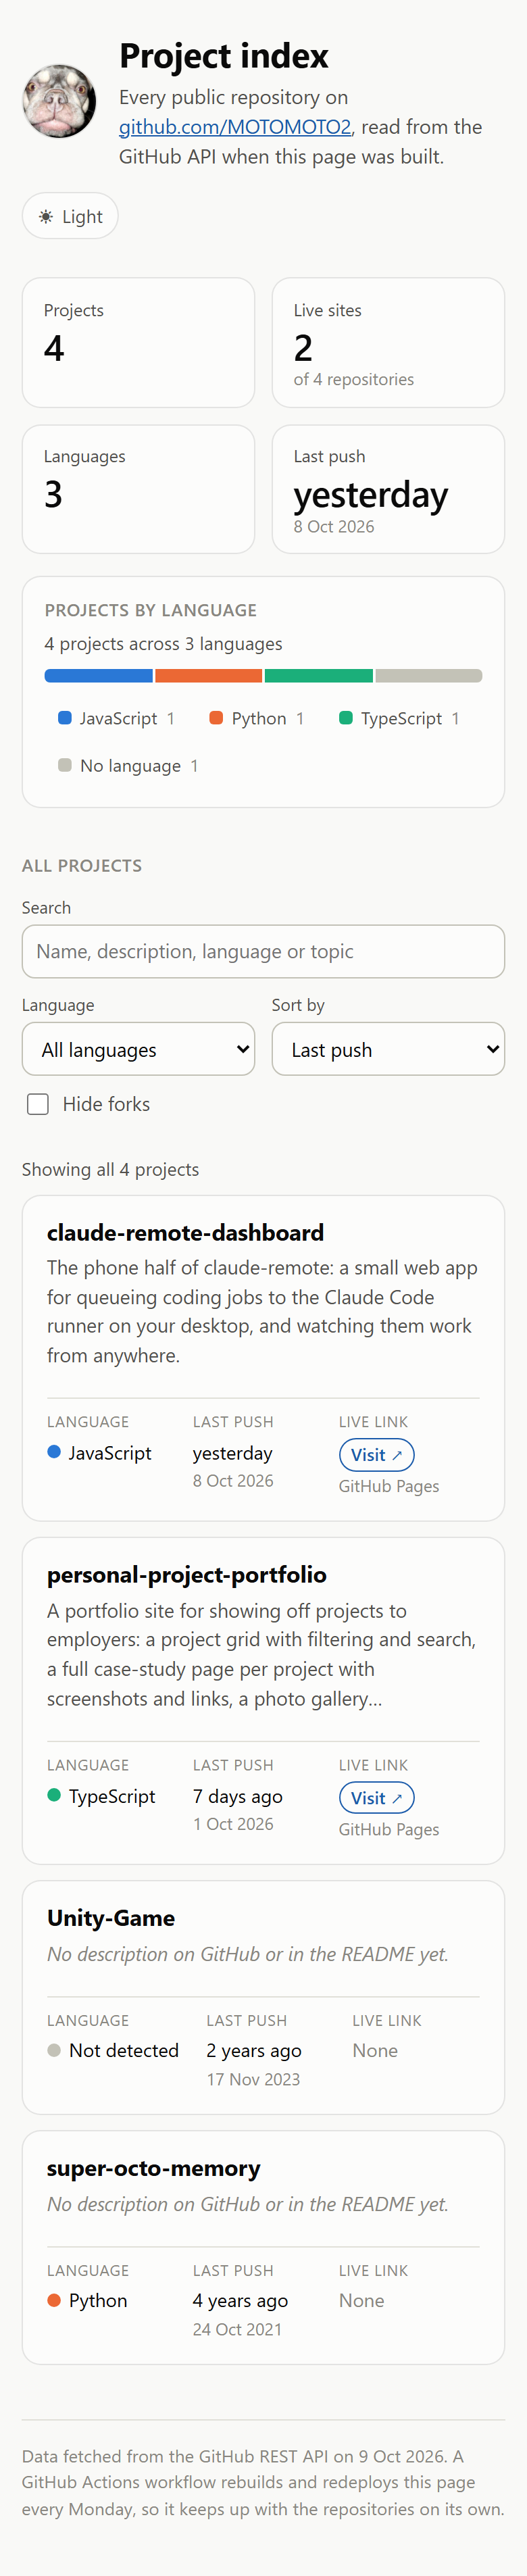 Project index
Every public repository on
github.com/MOTOMOTO2, read from the
GitHub API when this page was built.
Light
Projects
4
Live sites
2
of 4 repositories
Languages
3
Last push
yesterday
8 Oct 2026
PROJECTS BY LANGUAGE
4 projects across 3 languages
JavaScript 1
Python 1
TypeScript 1
No language 1
ALL PROJECTS
Search
Name, description, language or topic
Language
Sort by
All languages
Last push
Hide forks
Showing all 4 projects
claude-remote-dashboard
The phone half of claude-remote: a small web app
for queueing coding jobs to the Claude Code
runner on your desktop, and watching them work
from anywhere.
LANGUAGE
LAST PUSH
LIVE LINK
JavaScript
yesterday
Visit ↗
8 Oct 2026
GitHub Pages
personal-project-portfolio
A portfolio site for showing off projects to
employers: a project grid with filtering and search,
a full case-study page per project with
screenshots and links, a photo gallery…
LANGUAGE
LAST PUSH
LIVE LINK
TypeScript
7 days ago
Visit ↗
1 Oct 2026
GitHub Pages
Unity-Game
No description on GitHub or in the README yet.
LANGUAGE
LAST PUSH
LIVE LINK
Not detected
2 years ago
None
17 Nov 2023
super-octo-memory
No description on GitHub or in the README yet.
LANGUAGE
LAST PUSH
LIVE LINK
Python
4 years ago
None
24 Oct 2021
Data fetched from the GitHub REST API on 9 Oct 2026. A
GitHub Actions workflow rebuilds and redeploys this page
every Monday, so it keeps up with the repositories on its own.